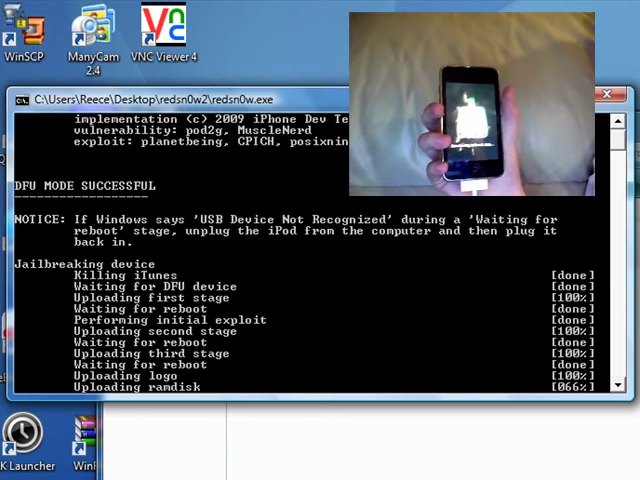 WinSCP
ManyCam
2.4
VNC Viewer 4
C:\Users\Reece\Desktop\redsn0w2\redsn0w.exe
implementation (c) 2009 iPhone Dev Te
vulnerability: pod2g, MuscleNerd
exploit: planetbeing, CPICH, posixnin
DFU MODE SUCCESSFUL
------------------
NOTICE: If Windows says 'USB Device Not Recognized' during a 'Waiting for
reboot' stage, unplug the iPod from the computer and then plug it
back in.
Jailbreaking device
Killing iTunes [done]
Waiting for DFU device [done]
Uploading first stage [100%]
Waiting for reboot [done]
Performing initial exploit [done]
Uploading second stage [100%]
Waiting for reboot [done]
Uploading third stage [100%]
Waiting for reboot [done]
Uploading logo [100%]
Uploading ramdisk [066%]
K Launcher